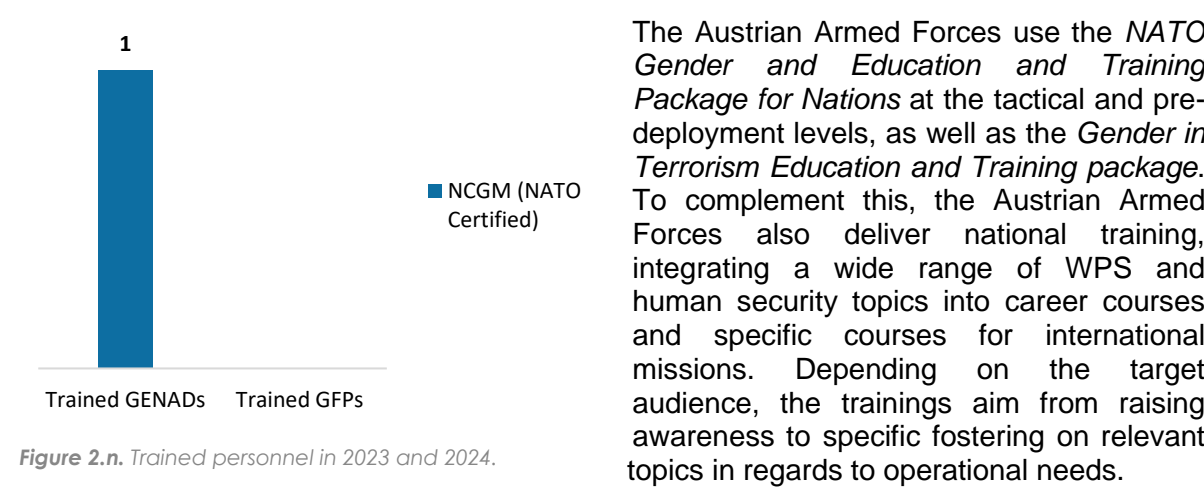 1
NCGM (NATO
Certified)
Trained GENADs Trained GFPs
Figure 2.n. Trained personnel in 2023 and 2024.
The Austrian Armed Forces use the NATO
Gender and Education and Training
Package for Nations at the tactical and pre-
deployment levels, as well as the Gender in
Terrorism Education and Training package.
To complement this, the Austrian Armed
Forces also deliver national training,
integrating a wide range of WPS and
human security topics into career courses
and specific courses for international
missions. Depending on the target
audience, the trainings aim from raising
awareness to specific fostering on relevant
topics in regards to operational needs.